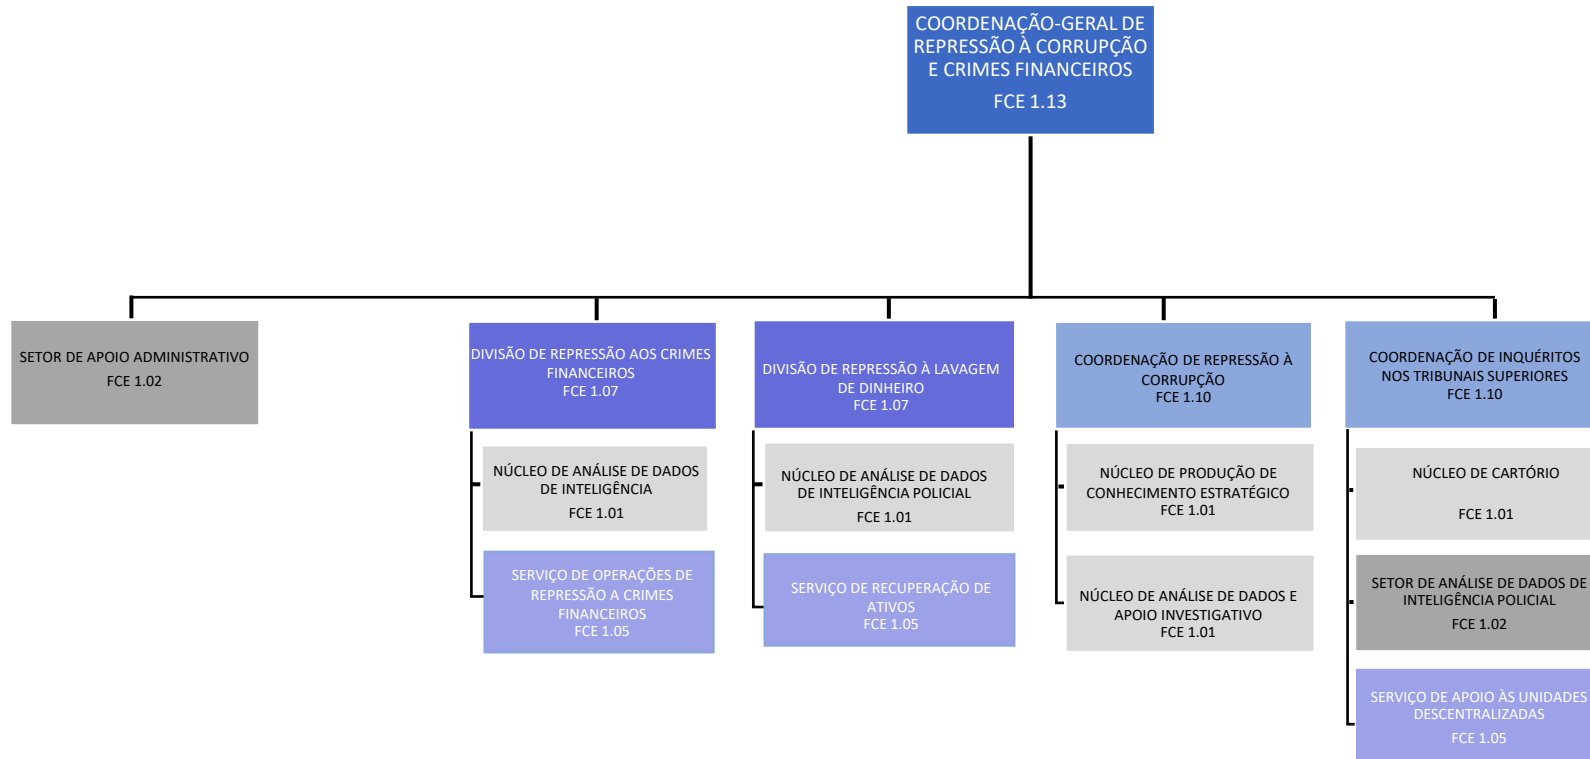 COORDENAÇÃO-GERAL DE
REPRESSÃO À CORRUPÇÃO
E CRIMES FINANCEIROS
FCE 1.13
SETOR DE APOIO ADMINISTRATIVO
FCE 1.02
DIVISÃO DE REPRESSÃO AOS CRIMES
FINANCEIROS
FCE 1.07
DIVISÃO DE REPRESSÃO À LAVAGEM
DE DINHEIRO
FCE 1.07
COORDENAÇÃO DE REPRESSÃO À
CORRUPÇÃO
FCE 1.10
COORDENAÇÃO DE INQUÉRITOS
NOS TRIBUNAIS SUPERIORES
FCE 1.10
NÚCLEO DE ANÁLISE DE DADOS
DE INTELIGÊNCIA
FCE 1.01
NÚCLEO DE ANÁLISE DE DADOS
DE INTELIGÊNCIA POLICIAL
FCE 1.01
NÚCLEO DE PRODUÇÃO DE
CONHECIMENTO ESTRATÉGICO
FCE 1.01
NÚCLEO DE CARTÓRIO
FCE 1.01
SERVIÇO DE OPERAÇÕES DE
REPRESSÃO A CRIMES
FINANCEIROS
FCE 1.05
SERVIÇO DE RECUPERAÇÃO DE
ATIVOS
FCE 1.05
NÚCLEO DE ANÁLISE DE DADOS E
APOIO INVESTIGATIVO
FCE 1.01
SETOR DE ANÁLISE DE DADOS DE
INTELIGÊNCIA POLICIAL
FCE 1.02
SERVIÇO DE APOIO ÀS UNIDADES
DESCENTRALIZADAS
FCE 1.05